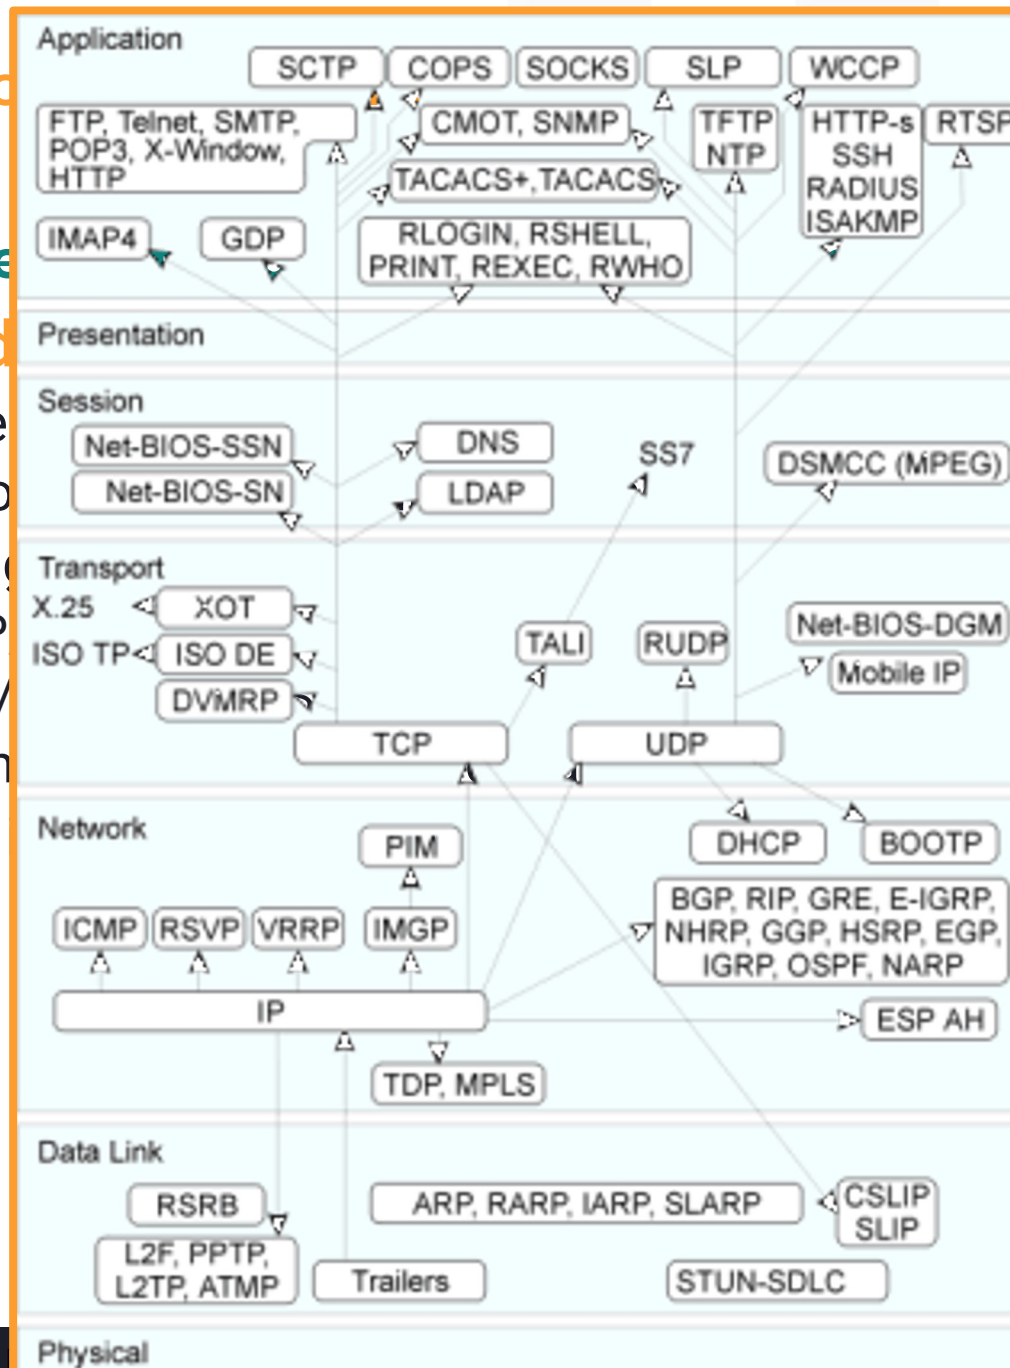 Application
SCTP
COPS
SOCKS
SLP
WCCP
FTP, Telnet, SMTP,
POP3, X-Window,
HTTP
CMOT, SNMP
TFTP
NTP
HTTP-s
SSH
RADIUS
ISAKMP
RTSP
TACACS+,TACACS
IMAP4
GDP
RLOGIN, RSHELL,
PRINT, REXEC, RWHO
Presentation
Session
Net-BIOS-SSN
DNS
SS7
DSMCC (MPEG)
Net-BIOS-SN
LDAP
Transport
X.25
XOT
Net-BIOS-DGM
ISO TP
ISO DE
TALI
RUDP
Mobile IP
DVMRP
TCP
UDP
Network
PIM
DHCP
BOOTP
ICMP
RSVP
VRRP
IMGP
BGP, RIP, GRE, E-IGRP,
NHRP, GGP, HSRP, EGP,
IGRP, OSPF, NARP
IP
ESP AH
TDP, MPLS
Data Link
RSRB
ARP, RARP, IARP, SLARP
CSLIP
SLIP
L2F, PPTP,
L2TP, ATMP
Trailers
STUN-SDLC
Physical